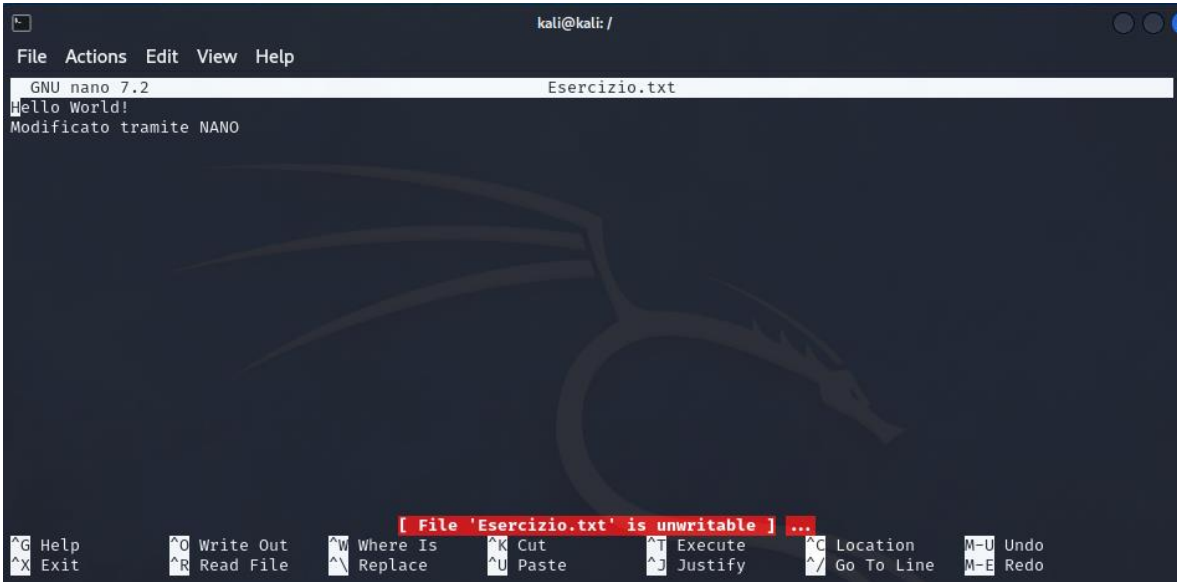 kali@kali: /
File Actions Edit View Help
GNU nano 7.2 Esercizio.txt
Hello World!
Modificato tramite NANO
[ File 'Esercizio.txt' is unwritable ] ...
^G Help ^O Write Out ^W Where Is ^K Cut ^T Execute ^C Location M-U Undo
^X Exit ^R Read File ^\ Replace ^U Paste ^J Justify ^/ Go To Line M-E Redo